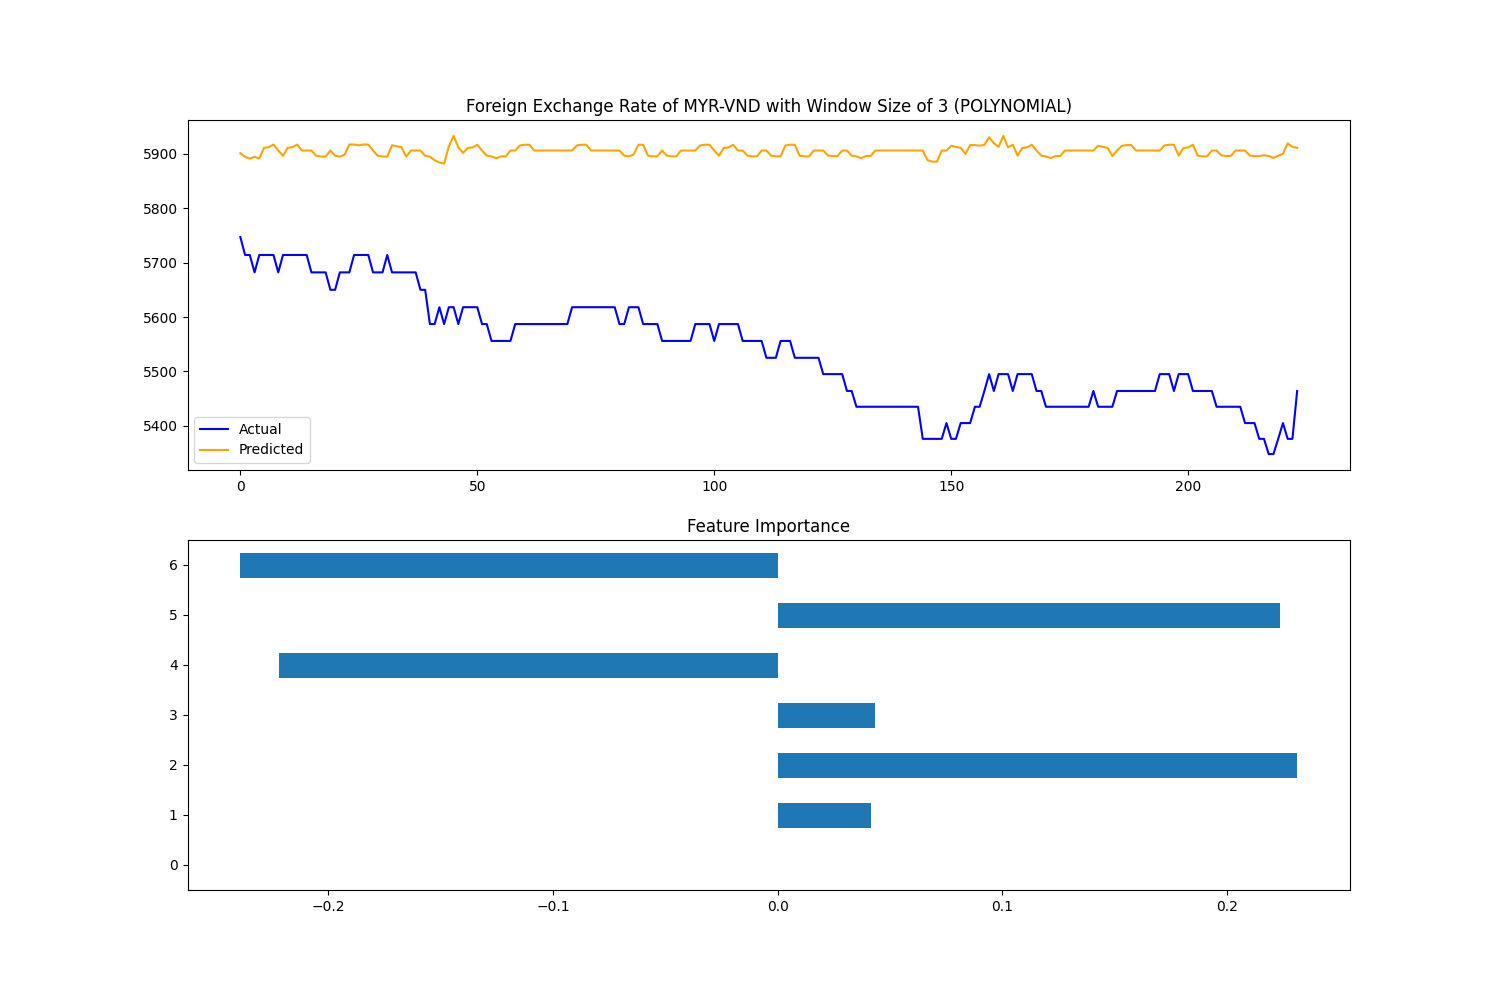 Foreign Exchange Rate of MYR-VND with Window Size of 3 (POLYNOMIAL)
5900
5800
5700
5600
5500
5400
Actual
Predicted
0 50 100 150 200
Feature Importance
6
5
4
3
2
1
0
−0.2 −0.1 0.0 0.1 0.2